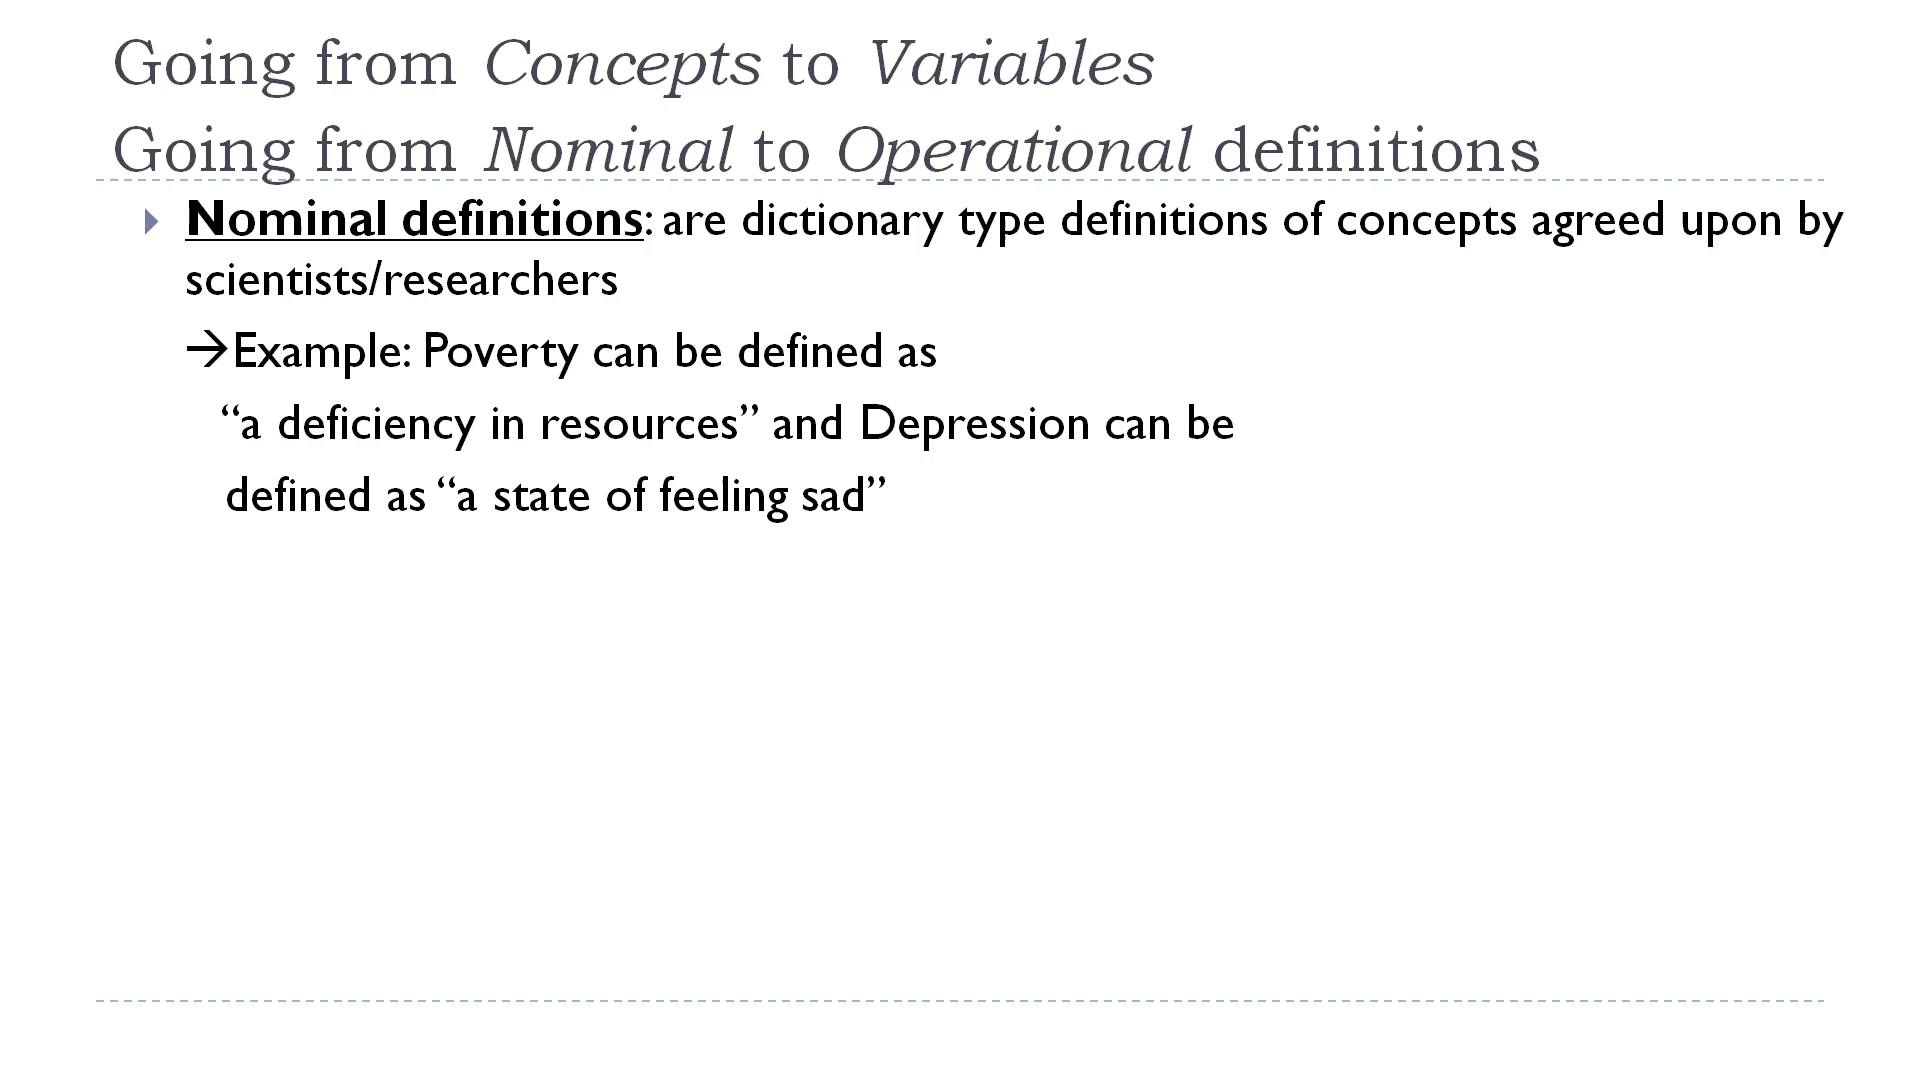 Going from Concepts to Variables
Going from Nominal to Operational definitions
Nominal definitions: are dictionary type definitions of concepts agreed upon by
scientists/researchers
→Example: Poverty can be defined as
“a deficiency in resources” and Depression can be
defined as “a state of feeling sad”